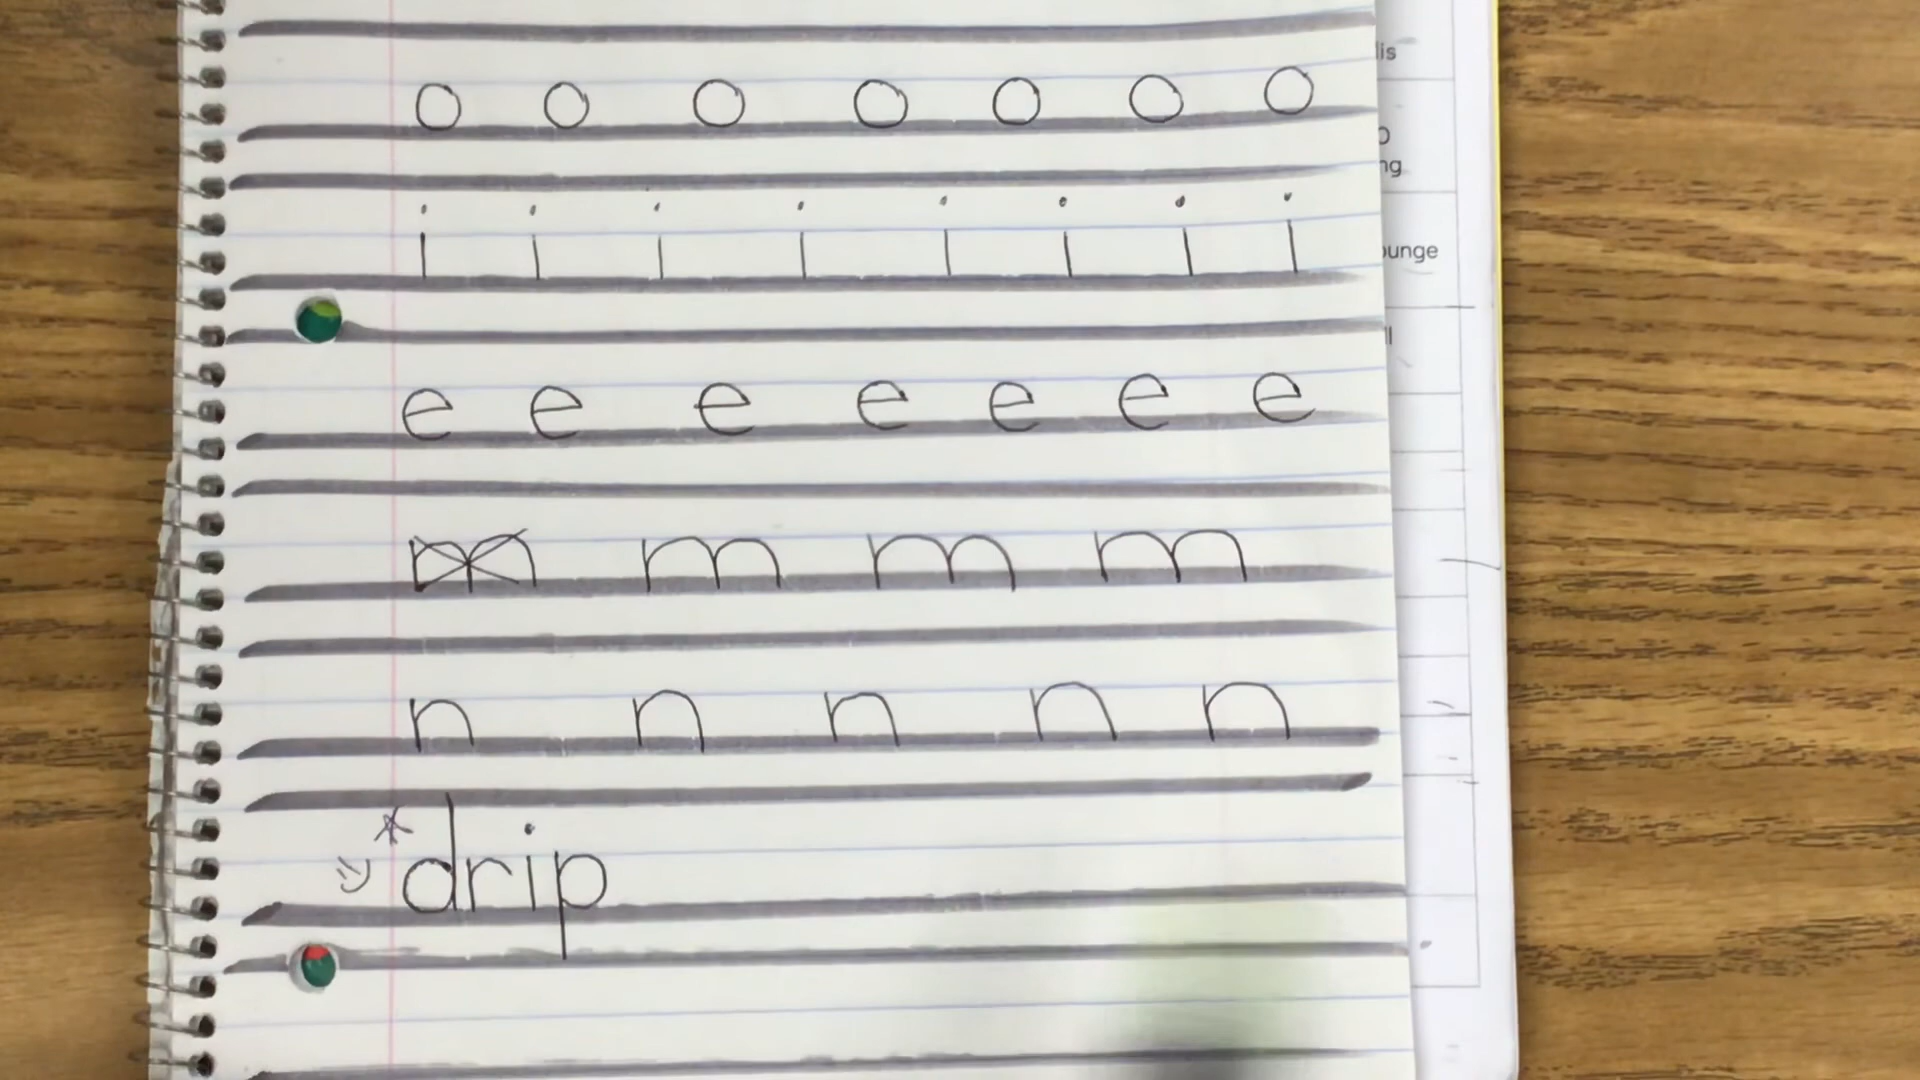 o o o o o o o
i i i i i i i i
e e e e e e e
m m m
n n n n n
drip